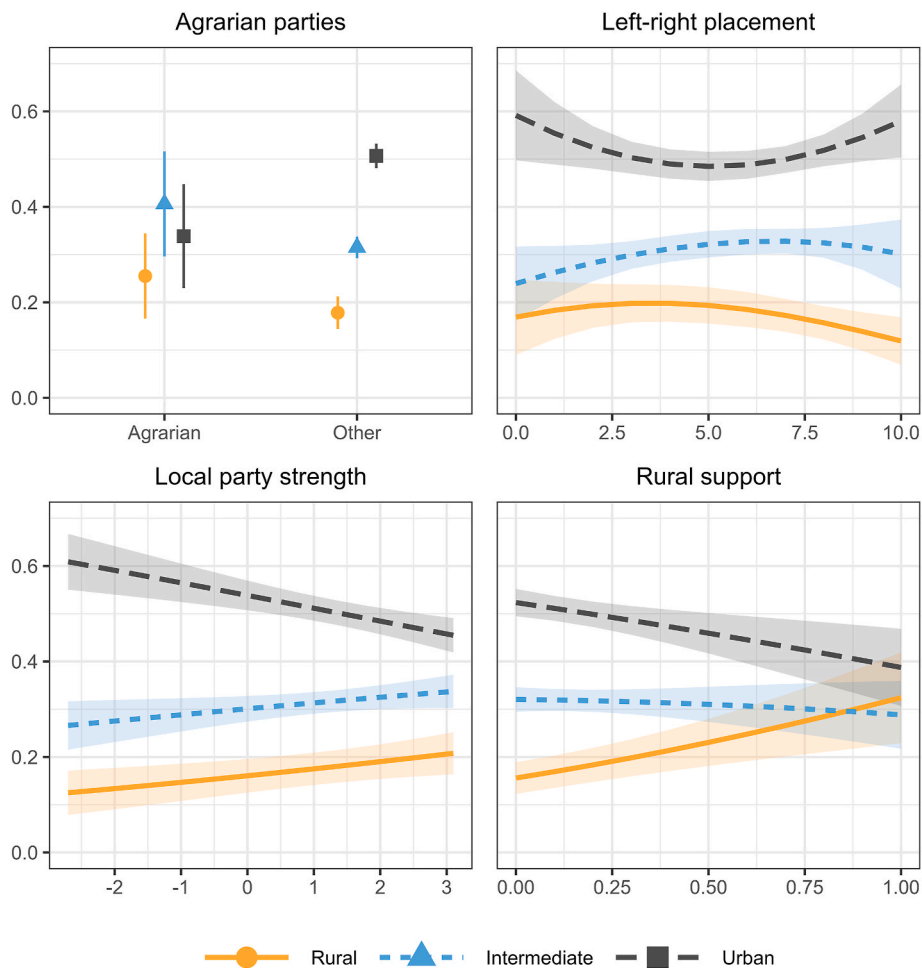 Agrarian parties
Left-right placement
0.6
0.4
0.2
0.0
Agrarian Other
0.0 2.5 5.0 7.5 10.0
Local party strength
Rural support
0.6
0.4
0.2
0.0
-2 -1 0 1 2 3
0.00 0.25 0.50 0.75 1.00
Rural Intermediate Urban